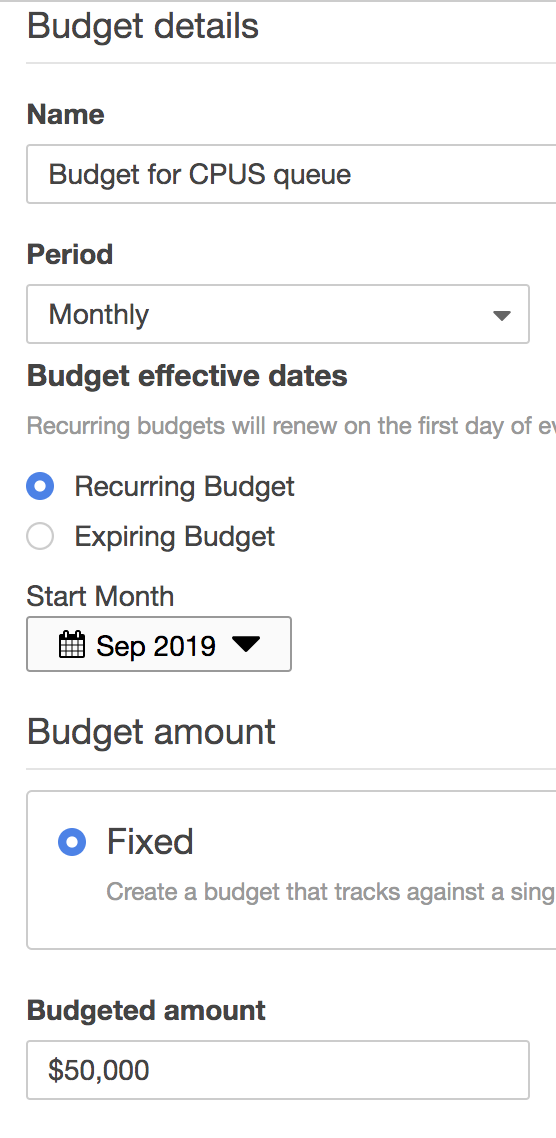 Budget details
Name
Budget for CPUS queue
Period
Monthly
Budget effective dates
Recurring budgets will renew on the first day of ev
Recurring Budget
Expiring Budget
Start Month
Sep 2019
Budget amount
Fixed
Create a budget that tracks against a sing
Budgeted amount
$50,000